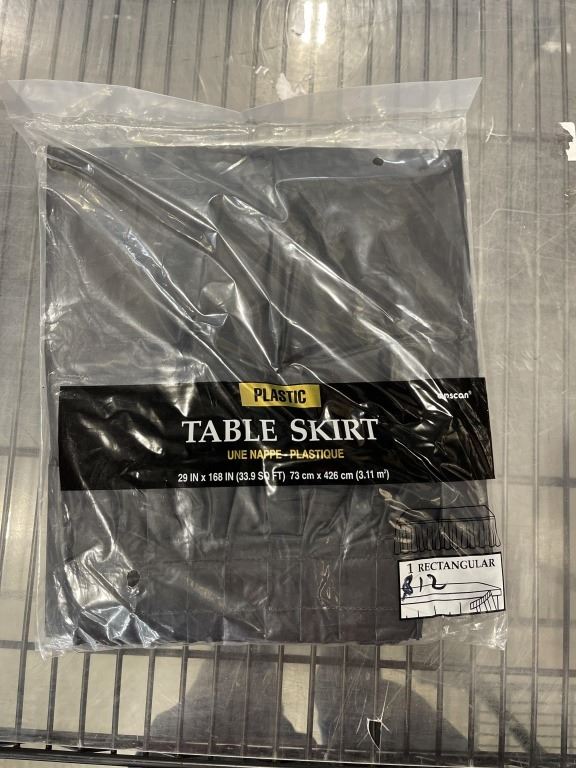 PLASTIC
amscan®
TABLE SKIRT
UNE NAPPE - PLASTIQUE
29 IN x 168 IN (33.9 SQ FT) 73 cm x 426 cm (3.11 m²)
1 RECTANGULAR
$12